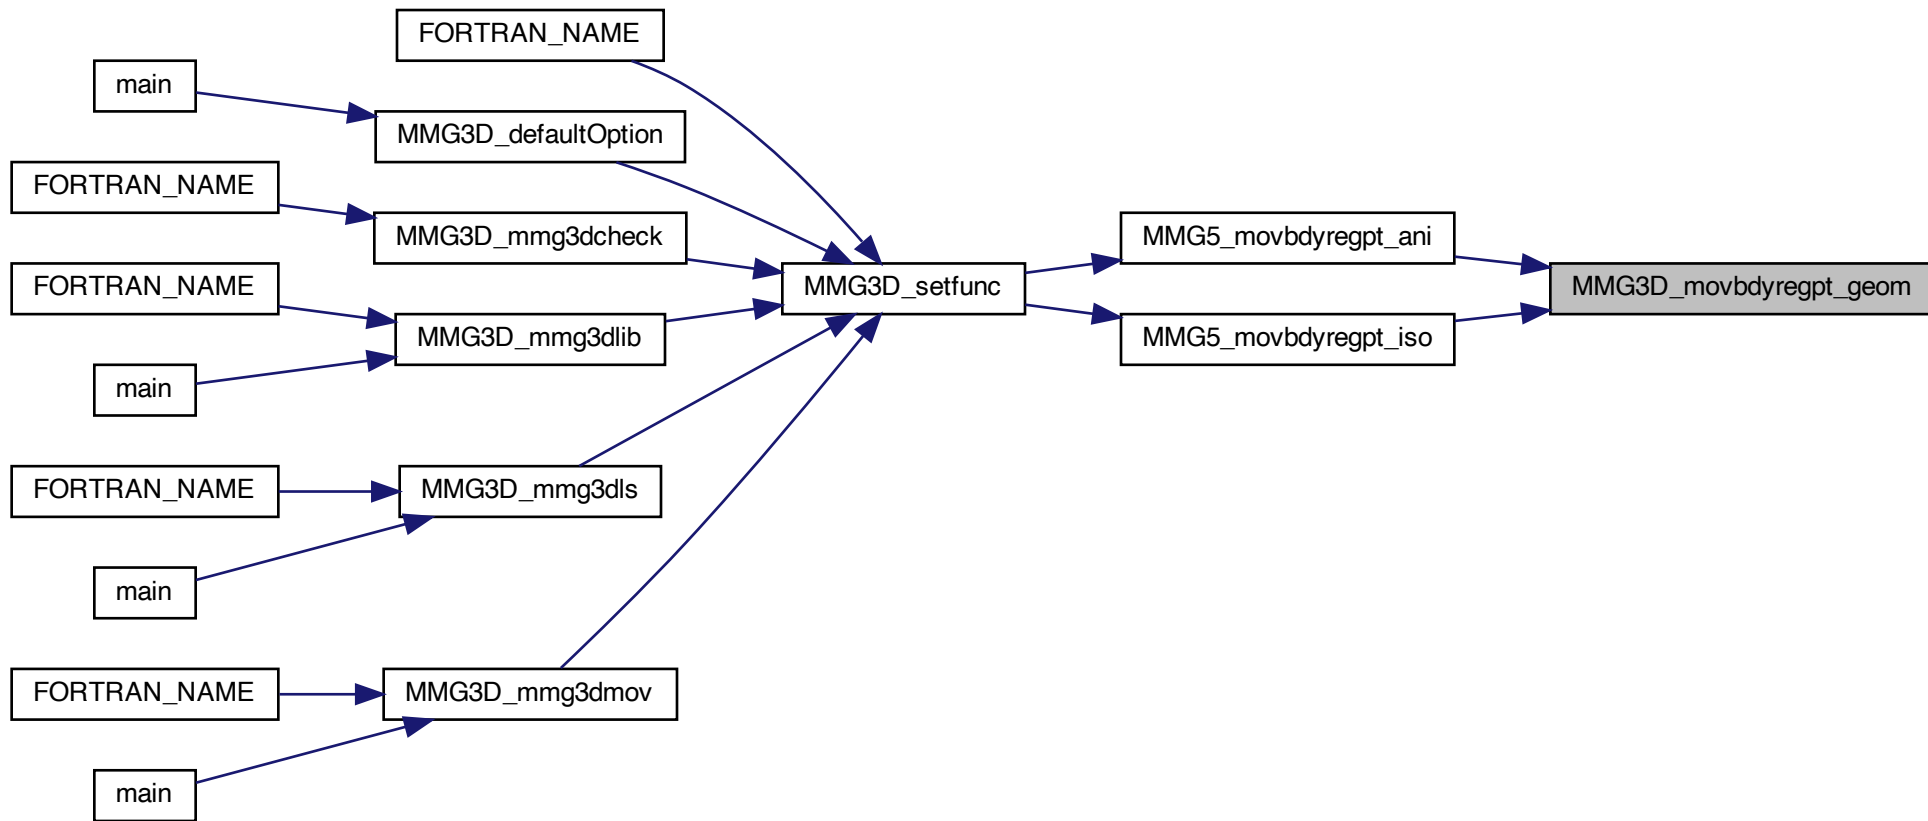 FORTRAN_NAME
main
MMG3D_defaultOption
FORTRAN_NAME
MMG3D_mmg3dcheck
MMG5_movbdyregpt_ani
FORTRAN_NAME
MMG3D_setfunc
MMG3D_movbdyregpt_geom
MMG3D_mmg3dlib
MMG5_movbdyregpt_iso
main
FORTRAN_NAME
MMG3D_mmg3dls
main
FORTRAN_NAME
MMG3D_mmg3dmov
main